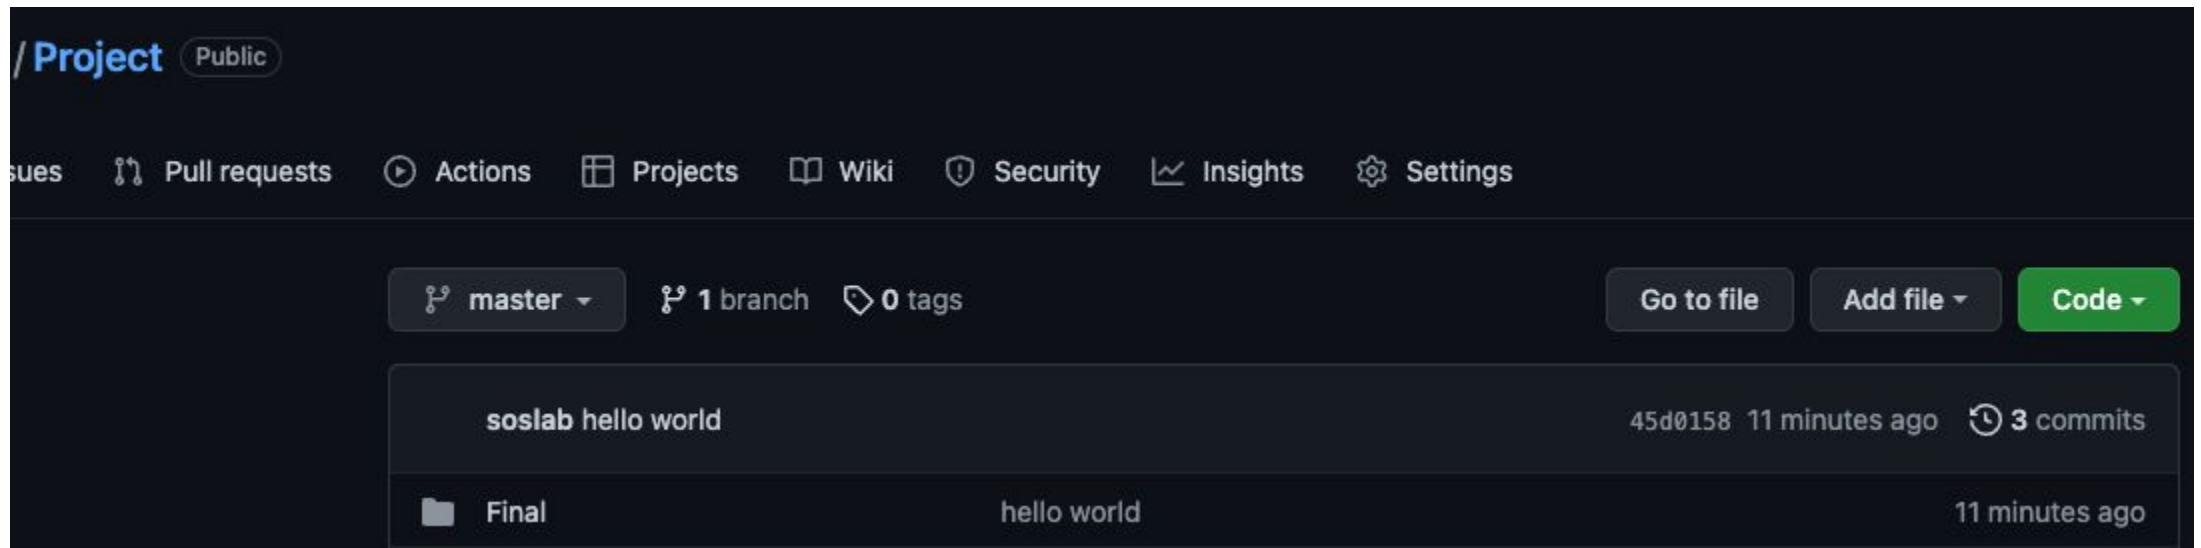 /Project Public
Pull requests Actions Projects Wiki Security Insights Settings
master 1 branch 0 tags Go to file Add file Code
soslab hello world 45d0158 11 minutes ago 3 commits
Final hello world 11 minutes ago